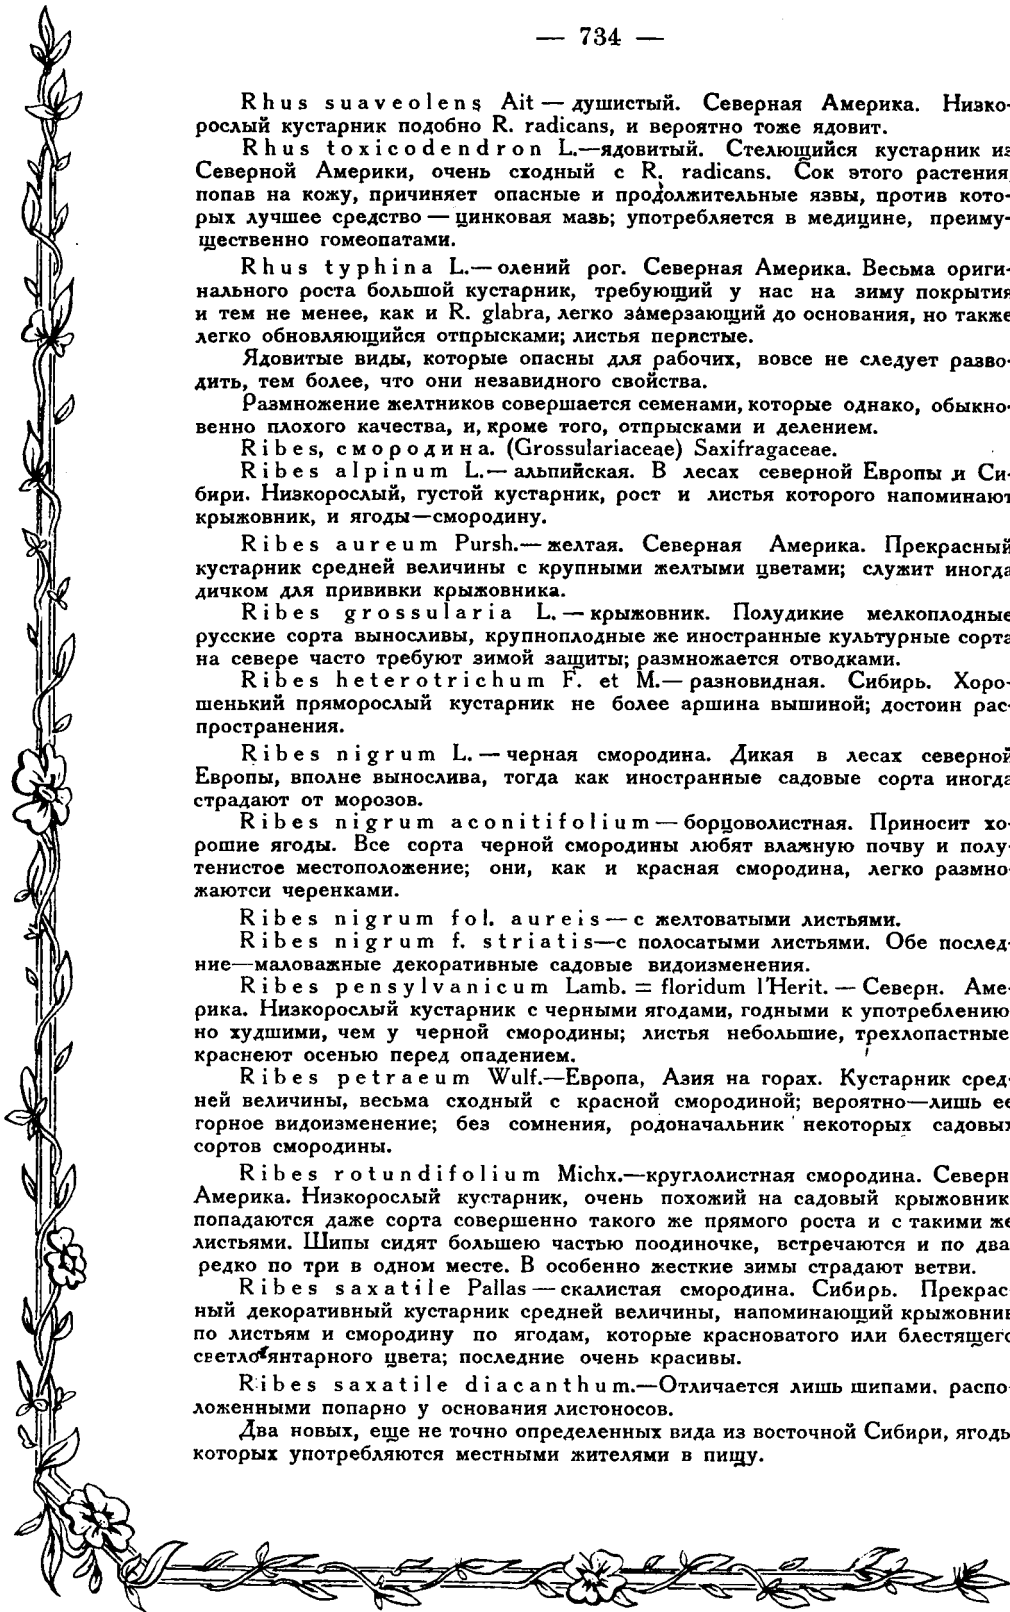 — 734 —
Rhus suaveolens Ait — душистый. Северная Америка. Низко-
рослый кустарник подобно R. radicans, и вероятно тоже ядовит.
Rhus toxicodendron L.—ядовитый. Стелющийся кустарник из
Северной Америки, очень сходный с R. radicans. Сок этого растения,
попав на кожу, причиняет опасные и продолжительные язвы, против кото-
рых лучшее средство — цинковая мазь; употребляется в медицине, преиму-
щественно гомеопатами.
Rhus typhina L.— олений рог. Северная Америка. Весьма ориги-
нального роста большой кустарник, требующий у нас на зиму покрытия
и тем не менее, как и R. glabra, легко замерзающий до основания, но также
легко обновляющийся отпрысками; листья перистые.
Ядовитые виды, которые опасны для рабочих, вовсе не следует разво-
дить, тем более, что они незавидного свойства.
Размножение желтников совершается семенами, которые однако, обыкно-
венно плохого качества, и, кроме того, отпрысками и делением.
Ribes, смородина. (Grossulariaceae) Saxifragaceae.
Ribes alpinum L.— альпийская. В лесах северной Европы и Си-
бири. Низкорослый, густой кустарник, рост и листья которого напоминают
крыжовник, и ягоды—смородину.
Ribes aureum Pursh.— желтая. Северная Америка. Прекрасный
кустарник средней величины с крупными желтыми цветами; служит иногда
дичком для прививки крыжовника.
Ribes grossularia L. — крыжовник. Полудикие мелкоплодные
русские сорта выносливы, крупноплодные же иностранные культурные сорта
на севере часто требуют зимой защиты; размножается отводками.
Ribes heterotrichum F. et M.— разновидная. Сибирь. Хоро-
шенький пряморослый кустарник не более аршина вышиной; достоин рас-
пространения.
Ribes nigrum L. — черная смородина. Дикая в лесах северной
Европы, вполне вынослива, тогда как иностранные садовые сорта иногда
страдают от морозов.
Ribes nigrum aconitifolium — борцоволистная. Приносит хо-
рошие ягоды. Все сорта черной смородины любят влажную почву и полу-
тенистое местоположение; они, как и красная смородина, легко размно-
жаютси черенками.
Ribes nigrum fol. aureis — с желтоватыми листьями.
Ribes nigrum f. striatis—с полосатыми листьями. Обе послед-
ние—маловажные декоративные садовые видоизменения.
Ribes pensylvanicum Lamb. = floridum l'Herit. — Северн. Аме-
рика. Низкорослый кустарник с черными ягодами, годными к употреблению
но худшими, чем у черной смородины; листья небольшие, трехлопастные
краснеют осенью перед опадением.
Ribes petraeum Wulf.—Европа, Азия на горах. Кустарник сред-
ней величины, весьма сходный с красной смородиной; вероятно—лишь ее
горное видоизменение; без сомнения, родоначальник некоторых садовых
сортов смородины.
Ribes rotundifolium Michx.—круглолистная смородина. Северн
Америка. Низкорослый кустарник, очень похожий на садовый крыжовник
попадаются даже сорта совершенно такого же прямого роста и с такими же
листьями. Шипы сидят большею частью поодиночке, встречаются и по два
редко по три в одном месте. В особенно жесткие зимы страдают ветви.
Ribes saxatile Pallas — скалистая смородина. Сибирь. Прекрас-
ный декоративный кустарник средней величины, напоминающий крыжовник
по листьям и смородину по ягодам, которые красноватого или блестящего
светло-янтарного цвета; последние очень красивы.
Ribes saxatile diacanthum.—Отличается лишь шипами, распо-
ложенными попарно у основания листоносов.
Два новых, еще не точно определенных вида из восточной Сибири, ягоды
которых употребляются местными жителями в пищу.